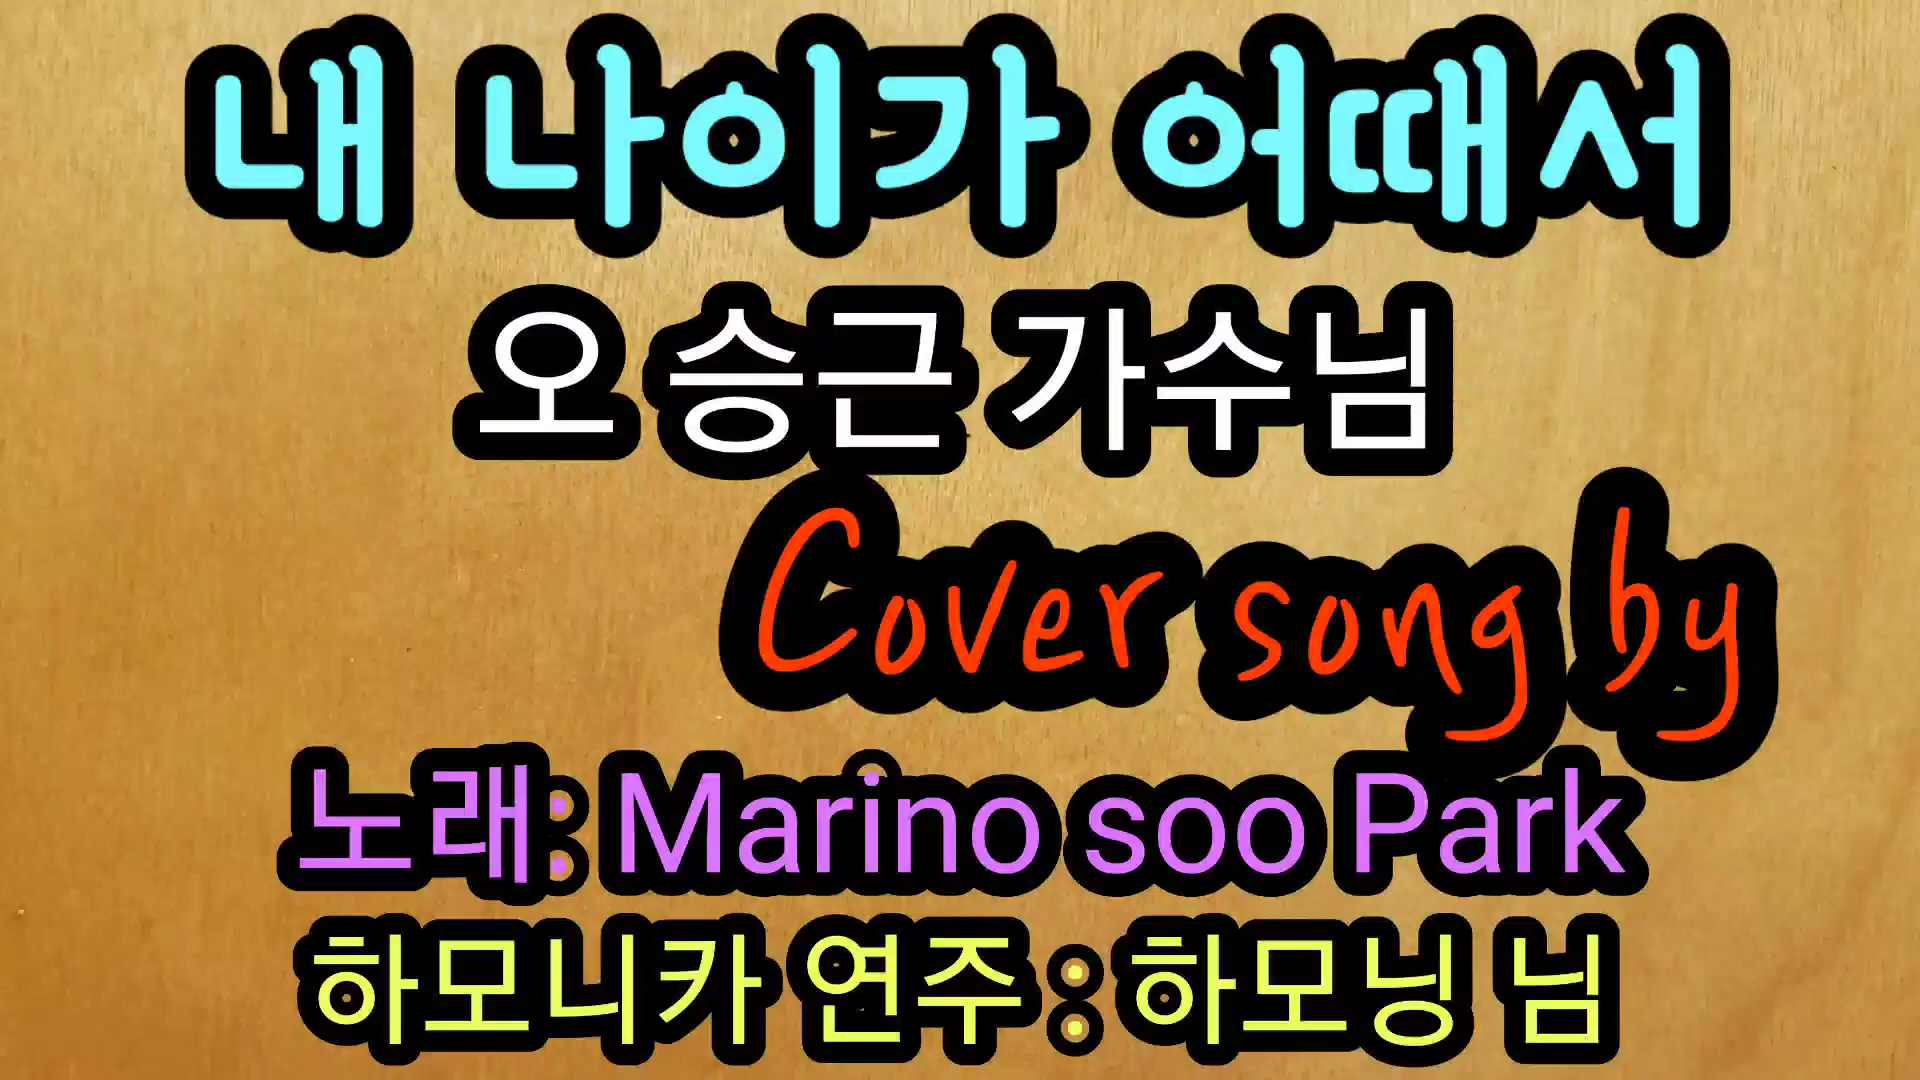 내 나이가 어때서
오 승근 가수님
Cover song by
노래: Marino soo Park
하모니카 연주 : 하모닝 님